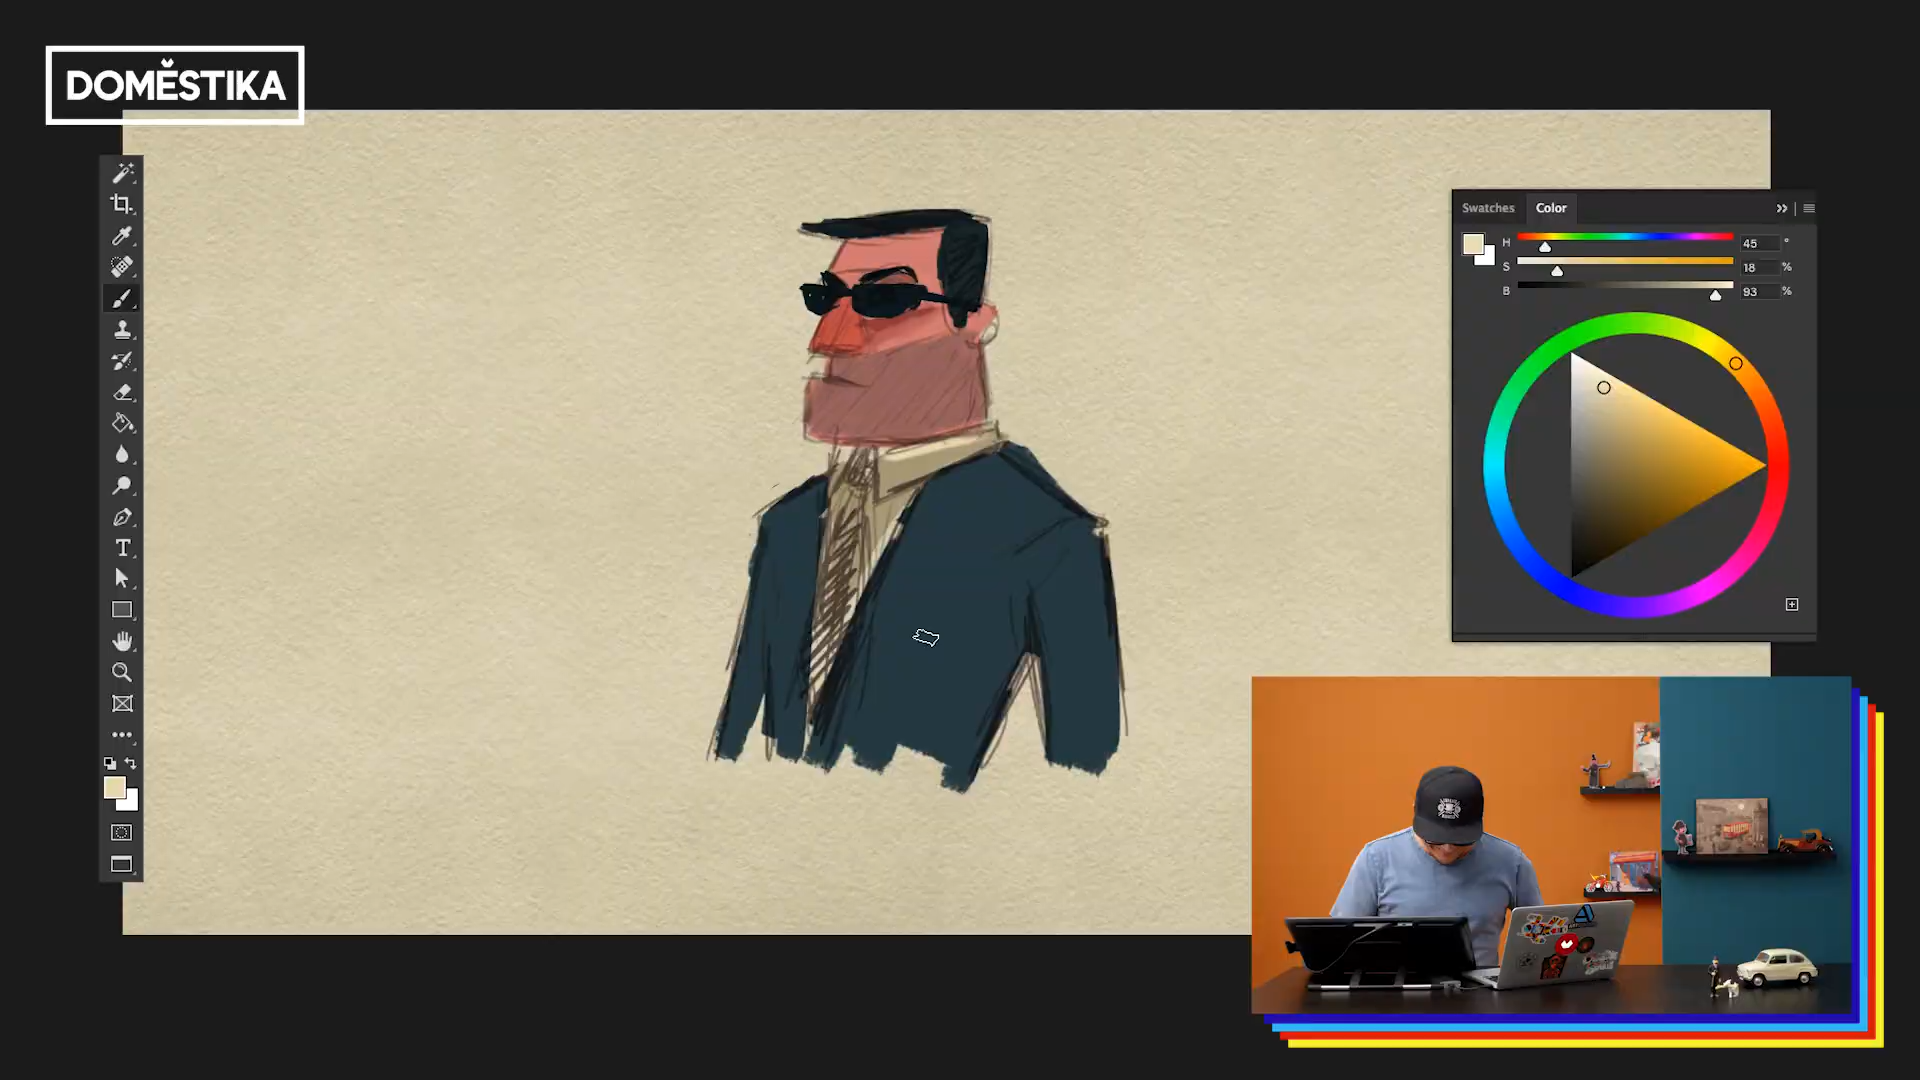 DOMESTIKA
Swatches Color
H 45 °
S 18 %
B 93 %